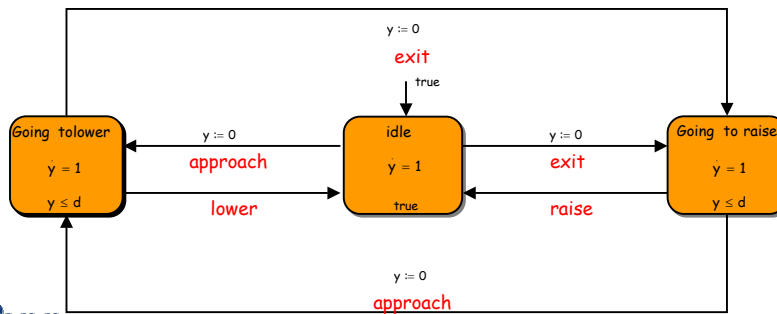 y := 0
exit
true
Going tolower
ẏ = 1
y ≤ d
y := 0
approach
lower
idle
ẏ = 1
true
y := 0
exit
raise
Going to raise
ẏ = 1
y ≤ d
y := 0
approach